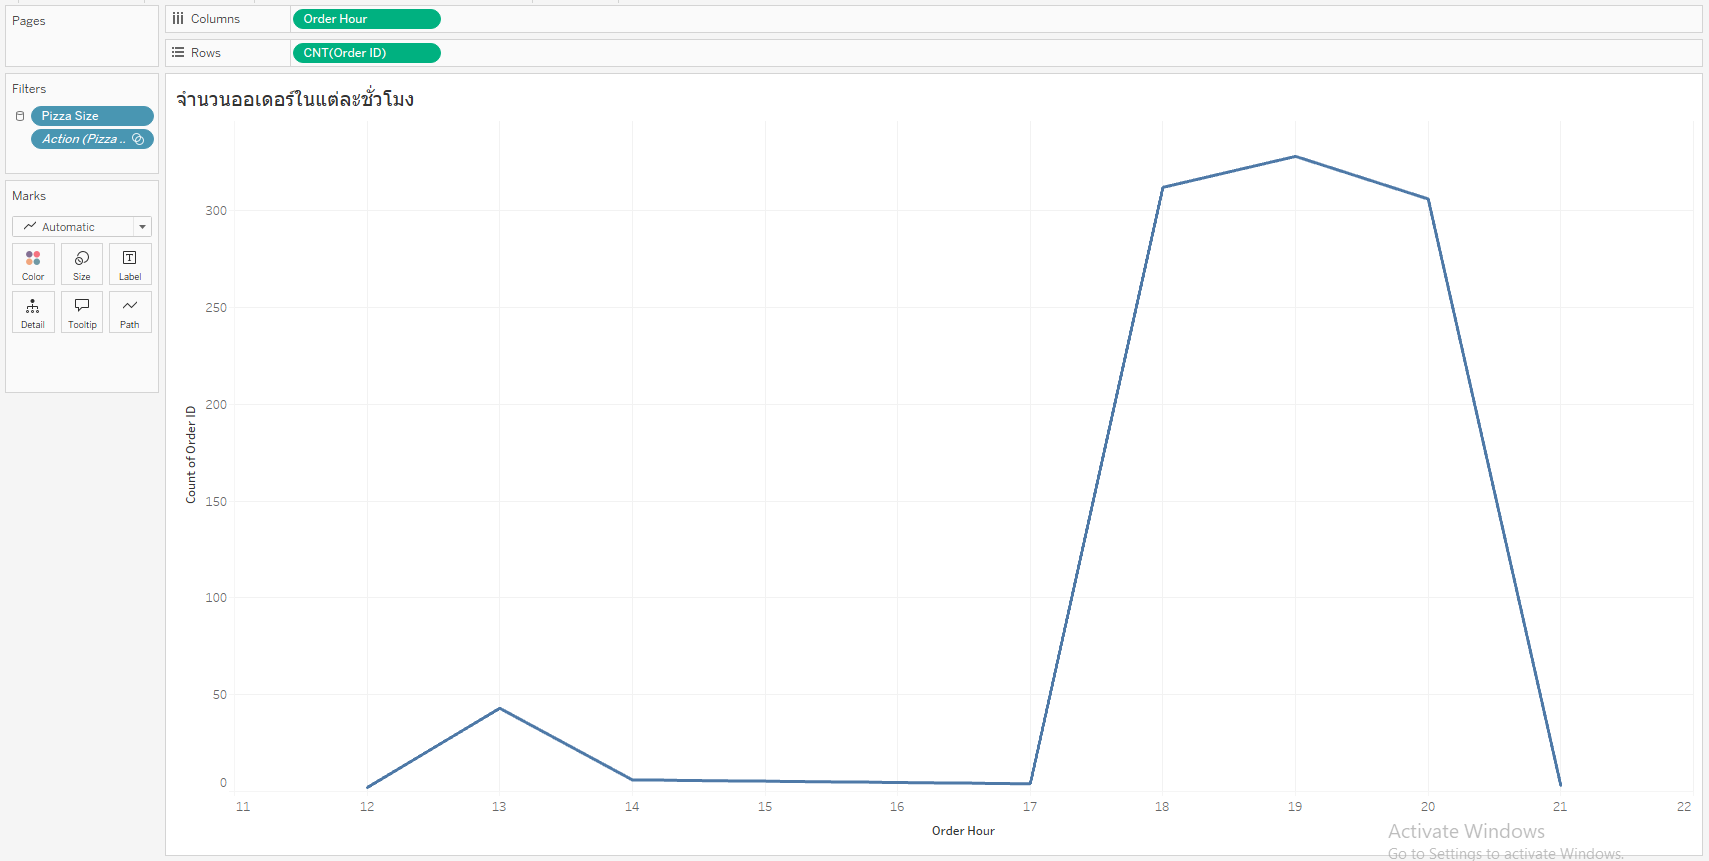 Pages
Columns
Order Hour
Rows
CNT(Order ID)
Filters
Pizza Size
Action (Pizza ..
Marks
Automatic
Color
Size
Label
Detail
Tooltip
Path
จำนวนออเดอร์ในแต่ละชั่วโมง
Count of Order ID
300
250
200
150
100
50
0
11 12 13 14 15 16 17 18 19 20 21 22
Order Hour
Activate Windows
Go to Settings to activate Windows.